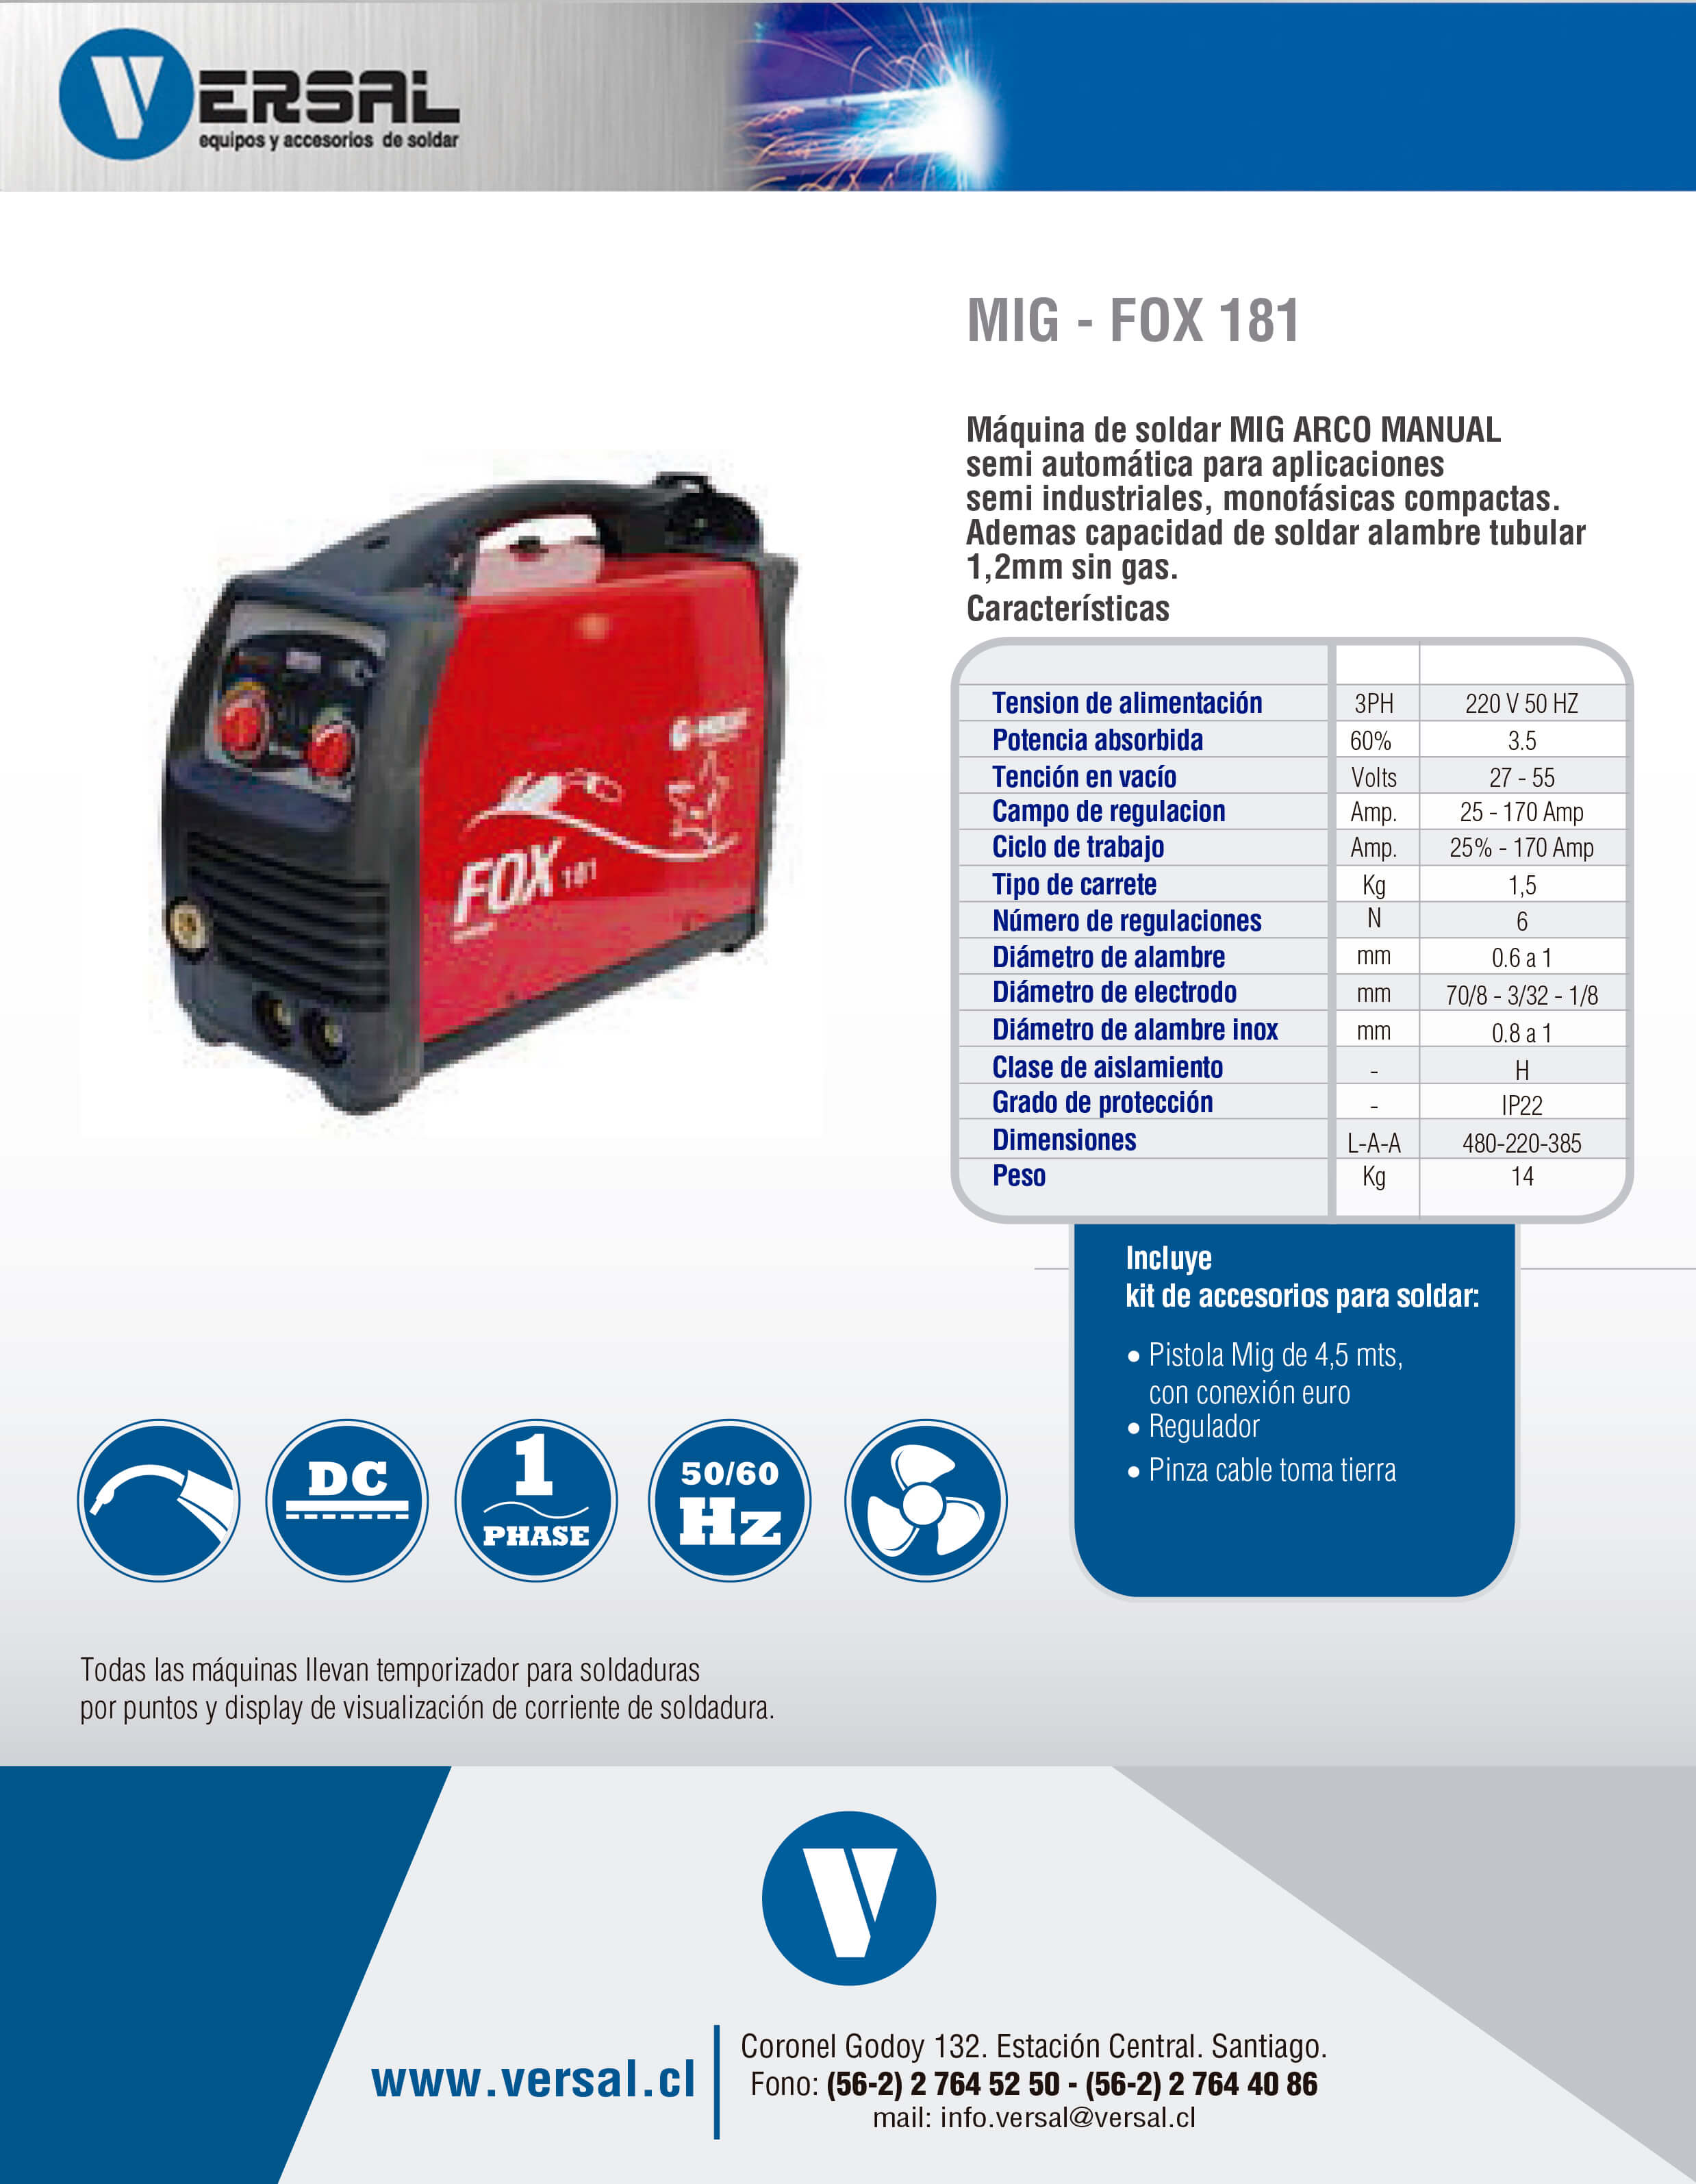 VERSAL
equipos y accesorios de soldar
MIG - FOX 181
Máquina de soldar MIG ARCO MANUAL
semi automática para aplicaciones
semi industriales, monofásicas compactas.
Ademas capacidad de soldar alambre tubular
1,2mm sin gas.
Características
Tension de alimentación 3PH 220 V 50 HZ
Potencia absorbida 60% 3.5
Tención en vacío Volts 27 - 55
Campo de regulacion Amp. 25 - 170 Amp
Ciclo de trabajo Amp. 25% - 170 Amp
Tipo de carrete Kg 1,5
Número de regulaciones N 6
Diámetro de alambre mm 0.6 a 1
Diámetro de electrodo mm 70/8 - 3/32 - 1/8
Diámetro de alambre inox mm 0.8 a 1
Clase de aislamiento - H
Grado de protección - IP22
Dimensiones L-A-A 480-220-385
Peso Kg 14
FOX 181
Incluye
kit de accesorios para soldar:
• Pistola Mig de 4,5 mts,
con conexión euro
• Regulador
• Pinza cable toma tierra
DC
1
PHASE
50/60
Hz
Todas las máquinas llevan temporizador para soldaduras
por puntos y display de visualización de corriente de soldadura.
V
www.versal.cl
Coronel Godoy 132. Estación Central. Santiago.
Fono: (56-2) 2 764 52 50 - (56-2) 2 764 40 86
mail: info.versal@versal.cl